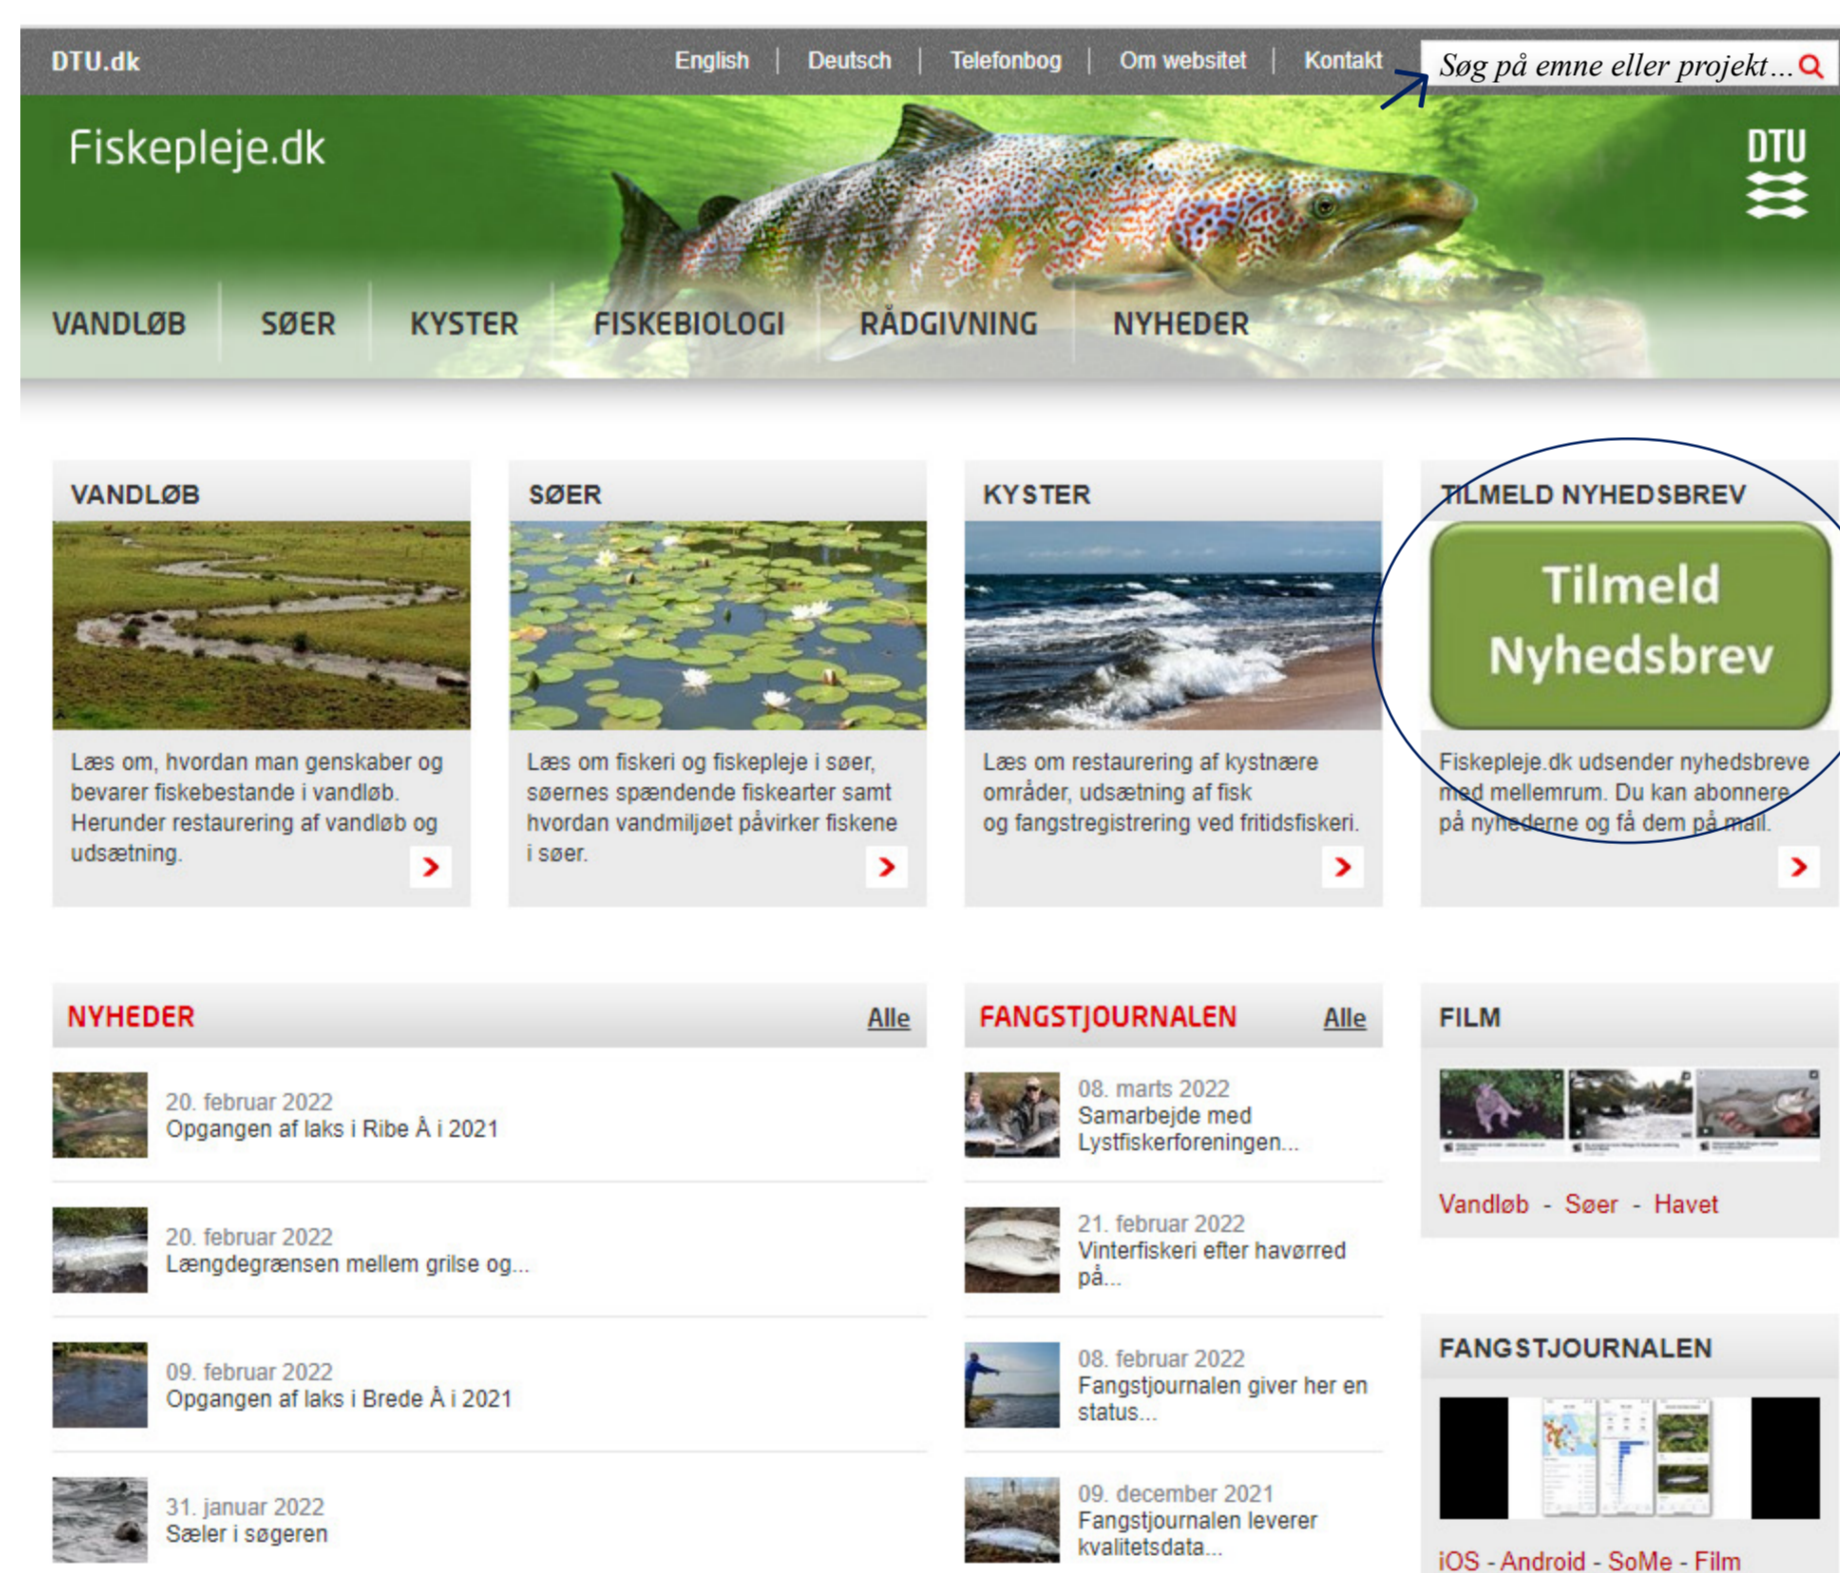 DTU.dk
English | Deutsch | Telefonbog | Om websitet | Kontakt
Søg på emne eller projekt...
Fiskepleje.dk
DTU
VANDLØB
SØER
KYSTER
FISKEBIOLOGI
RÅDGIVNING
NYHEDER
VANDLØB
Læs om, hvordan man genskaber og
bevarer fiskebestande i vandløb.
Herunder restaurering af vandløb og
udsætning.
SØER
Læs om fiskeri og fiskepleje i søer,
søernes spændende fiskearter samt
hvordan vandmiljøet påvirker fiskene
i søer.
KYSTER
Læs om restaurering af kystnære
områder, udsætning af fisk
og fangstregistrering ved fritidsfiskeri.
TILMELD NYHEDSBREV
Tilmeld
Nyhedsbrev
Fiskepleje.dk udsender nyhedsbreve
med mellemrum. Du kan abonnere
på nyhederne og få dem på mail.
NYHEDER
Alle
20. februar 2022
Opgangen af laks i Ribe Å i 2021
20. februar 2022
Længdegrænsen mellem grilse og...
09. februar 2022
Opgangen af laks i Brede Å i 2021
31. januar 2022
Sæler i søgeren
FANGSTJOURNALEN
Alle
08. marts 2022
Samarbejde med
Lystfiskerforeningen...
21. februar 2022
Vinterfiskeri efter havørred
på...
08. februar 2022
Fangstjournalen giver her en
status...
09. december 2021
Fangstjournalen leverer
kvalitetsdata...
FILM
Vandløb - Søer - Havet
FANGSTJOURNALEN
iOS - Android - SoMe - Film